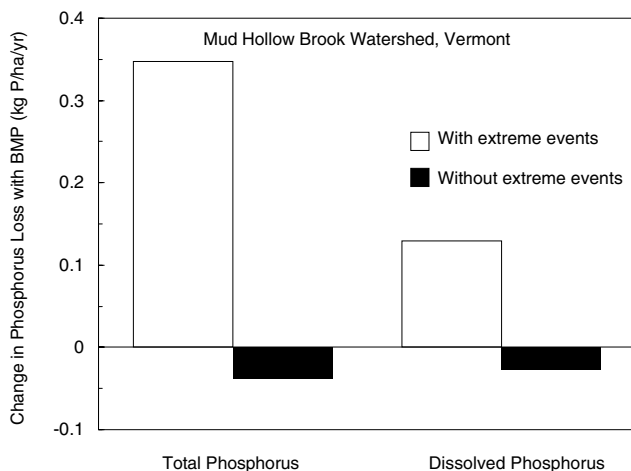 Mud Hollow Brook Watershed, Vermont
Change in Phosphorus Loss with BMP (kg P/ha/yr)
0.4
0.3
0.2
0.1
0
-0.1
With extreme events
Without extreme events
Total Phosphorus
Dissolved Phosphorus